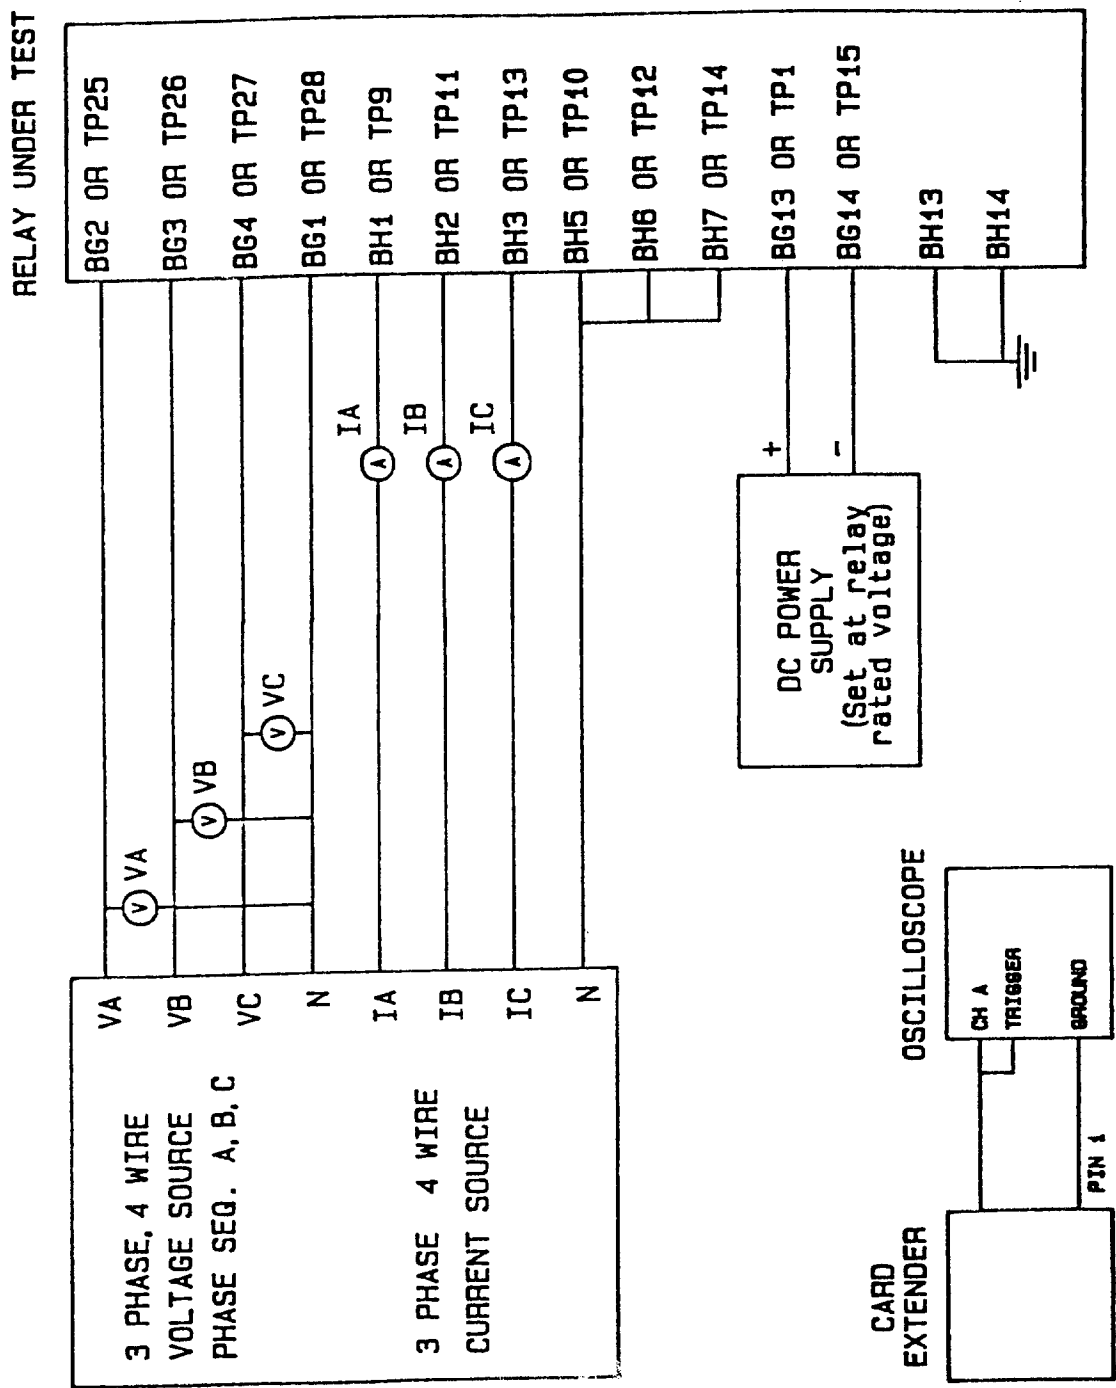 RELAY UNDER TEST
BG2 OR TP25
BG3 OR TP26
BG4 OR TP27
BG1 OR TP28
BH1 OR TP9
BH2 OR TP11
BH3 OR TP13
BH5 OR TP10
BH6 OR TP12
BH7 OR TP14
BG13 OR TP1
BG14 OR TP15
BH13
BH14
IA
A
IB
A
IC
A
+
-
V VA
V VB
V VC
DC POWER
SUPPLY
(Set at relay
rated voltage)
VA
VB
VC
N
IA
IB
IC
N
3 PHASE, 4 WIRE
VOLTAGE SOURCE
PHASE SEQ. A, B, C
3 PHASE 4 WIRE
CURRENT SOURCE
OSCILLOSCOPE
CH A
TRIGGER
GROUND
PIN 1
CARD
EXTENDER